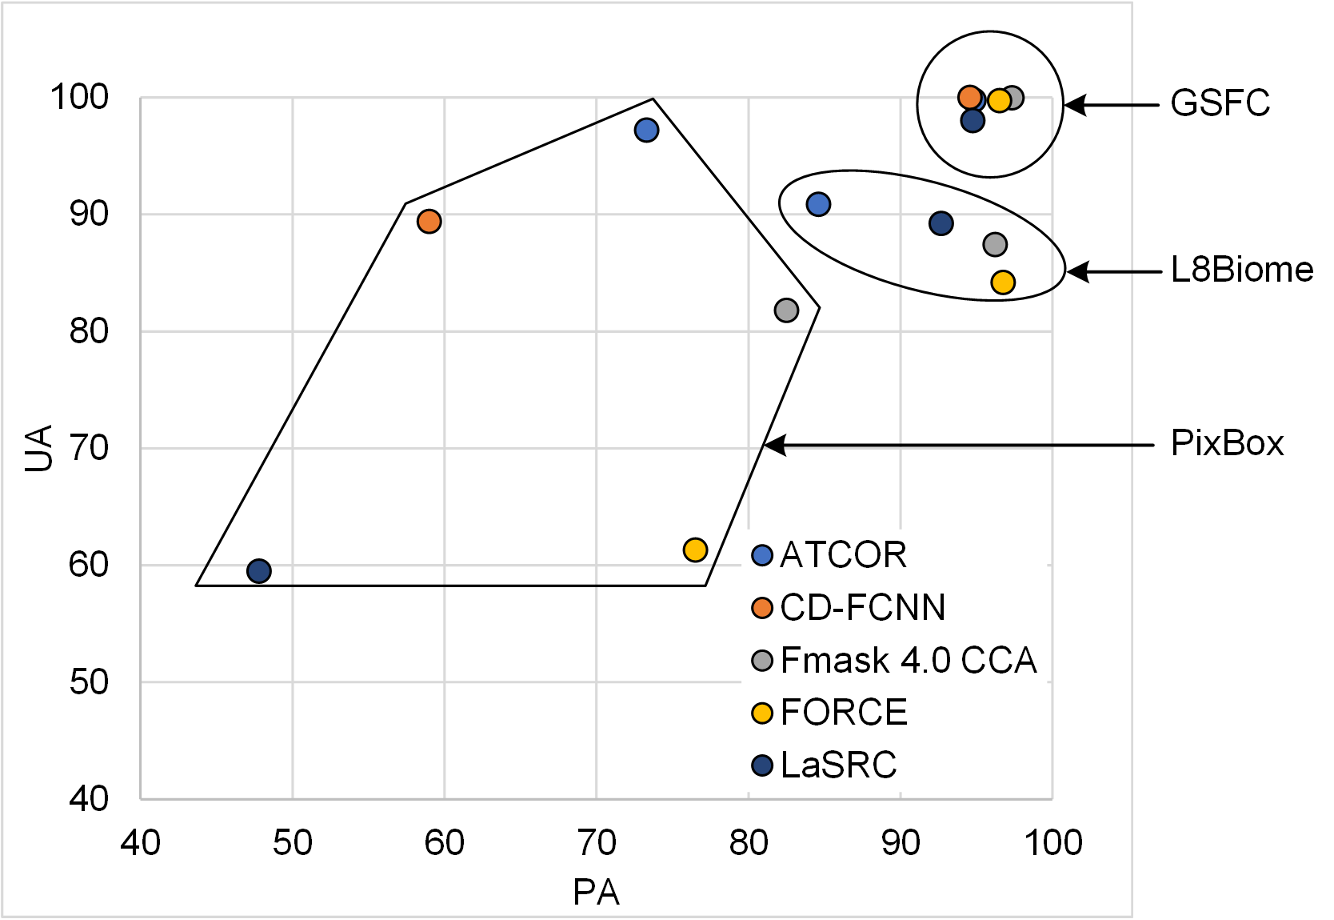 100
90
80
70
60
50
40
UA
40
50
60
70
80
90
100
PA
GSFC
L8Biome
PixBox
ATCOR
CD-FCNN
Fmask 4.0 CCA
FORCE
LaSRC